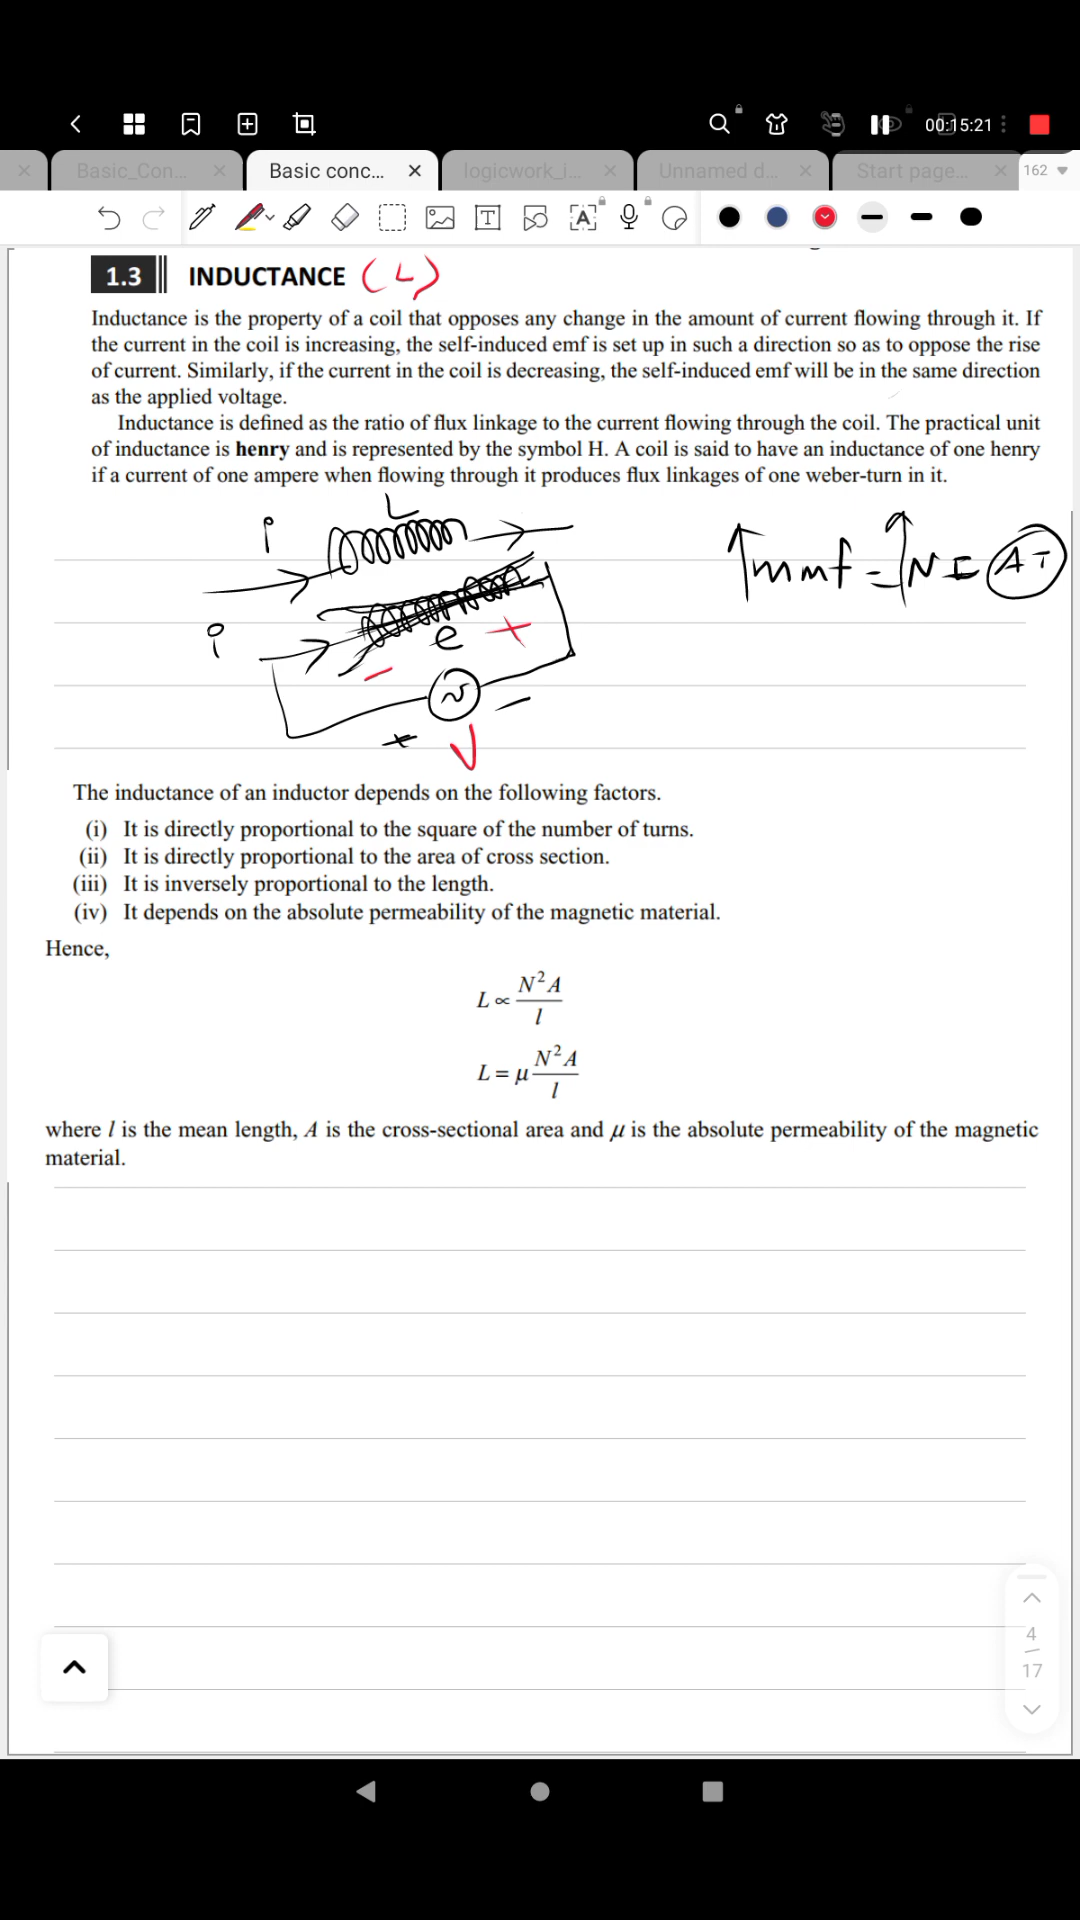 00:15:21
Basic_Con...
Basic conc...
logicwork_i...
Unnamed d...
Start page...
162
1.3 INDUCTANCE (L)
Inductance is the property of a coil that opposes any change in the amount of current flowing through it. If
the current in the coil is increasing, the self-induced emf is set up in such a direction so as to oppose the rise
of current. Similarly, if the current in the coil is decreasing, the self-induced emf will be in the same direction
as the applied voltage.
Inductance is defined as the ratio of flux linkage to the current flowing through the coil. The practical unit
of inductance is henry and is represented by the symbol H. A coil is said to have an inductance of one henry
if a current of one ampere when flowing through it produces flux linkages of one weber-turn in it.
L
i
↑mmf = ↑NI (AT)
i
e +
-
-
+ V
The inductance of an inductor depends on the following factors.
(i) It is directly proportional to the square of the number of turns.
(ii) It is directly proportional to the area of cross section.
(iii) It is inversely proportional to the length.
(iv) It depends on the absolute permeability of the magnetic material.
Hence,
L ∝ N² A / l
L = μ N² A / l
where l is the mean length, A is the cross-sectional area and μ is the absolute permeability of the magnetic
material.
4
17